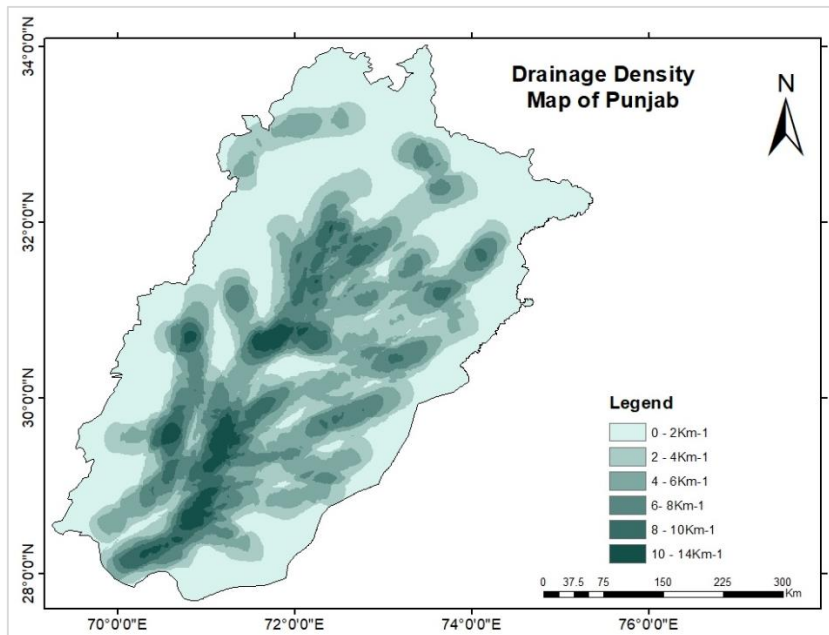 Drainage Density
Map of Punjab
N
34°0'0"N
32°0'0"N
30°0'0"N
28°0'0"N
Legend
0 - 2Km-1
2 - 4Km-1
4 - 6Km-1
6- 8Km-1
8 - 10Km-1
10 - 14Km-1
0 37.5 75 150 225 300
Km
70°0'0"E 72°0'0"E 74°0'0"E 76°0'0"E